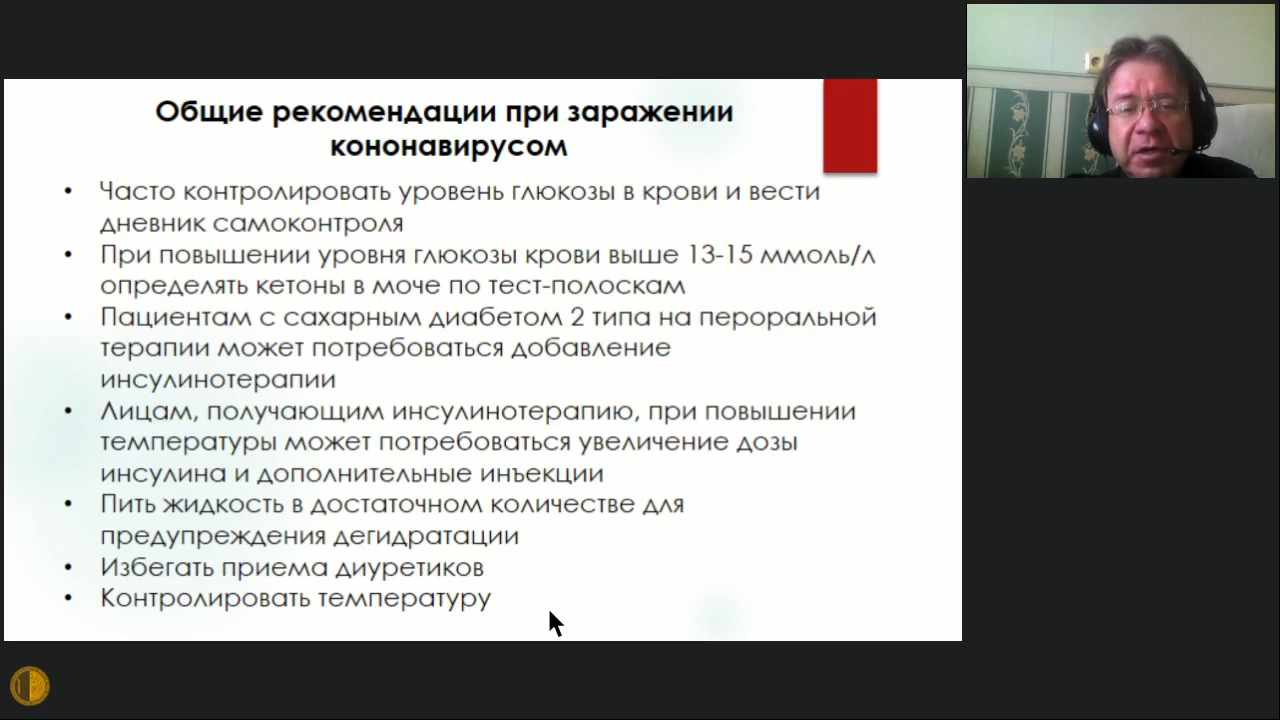 Общие рекомендации при заражении
кононавирусом
• Часто контролировать уровень глюкозы в крови и вести
дневник самоконтроля
• При повышении уровня глюкозы крови выше 13-15 ммоль/л
определять кетоны в моче по тест-полоскам
• Пациентам с сахарным диабетом 2 типа на пероральной
терапии может потребоваться добавление
инсулинотерапии
• Лицам, получающим инсулинотерапию, при повышении
температуры может потребоваться увеличение дозы
инсулина и дополнительные инъекции
• Пить жидкость в достаточном количестве для
предупреждения дегидратации
• Избегать приема диуретиков
• Контролировать температуру